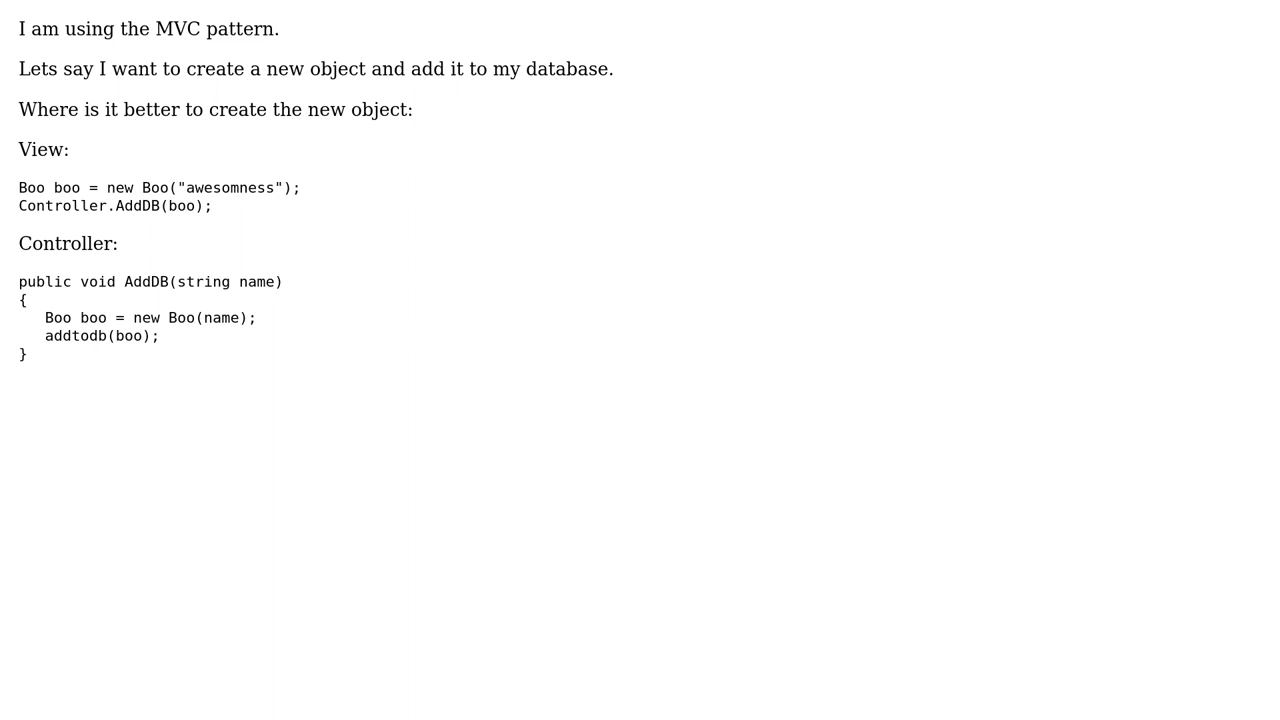 I am using the MVC pattern.
Lets say I want to create a new object and add it to my database.
Where is it better to create the new object:
View:
Boo boo = new Boo("awesomness");
Controller.AddDB(boo);
Controller:
public void AddDB(string name)
{
   Boo boo = new Boo(name);
   addtodb(boo);
}